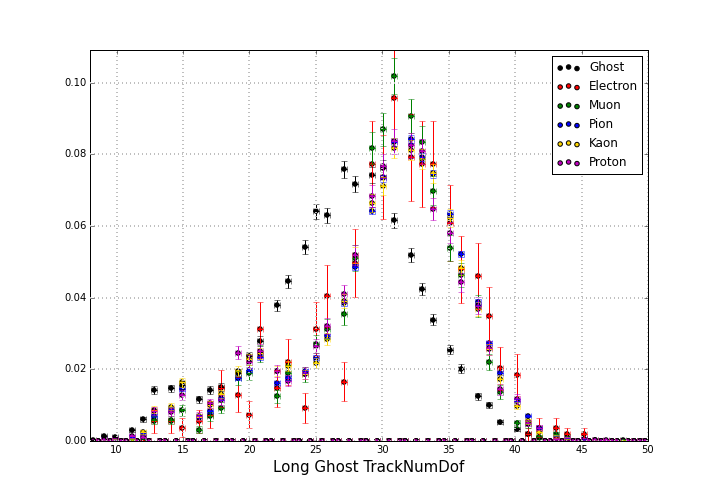 0.10
0.08
0.06
0.04
0.02
0.00
10 15 20 25 30 35 40 45 50
Long Ghost TrackNumDof
Ghost
Electron
Muon
Pion
Kaon
Proton